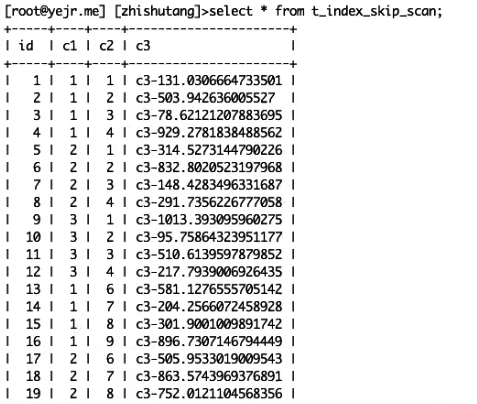 [root@yejr.me] [zhishutang]>select * from t_index_skip_scan;
+-----+----+----+----------------------+
| id | c1 | c2 | c3 |
+-----+----+----+----------------------+
| 1 | 1 | 1 | c3-131.0306664733501 |
| 2 | 1 | 2 | c3-503.942636005527 |
| 3 | 1 | 3 | c3-78.62121207883695 |
| 4 | 1 | 4 | c3-929.2781838488562 |
| 5 | 2 | 1 | c3-314.5273144790226 |
| 6 | 2 | 2 | c3-832.8020523197968 |
| 7 | 2 | 3 | c3-148.4283496331687 |
| 8 | 2 | 4 | c3-291.7356226777058 |
| 9 | 3 | 1 | c3-1013.393095960275 |
| 10 | 3 | 2 | c3-95.75864323951177 |
| 11 | 3 | 3 | c3-510.6139597879852 |
| 12 | 3 | 4 | c3-217.7939006926435 |
| 13 | 1 | 6 | c3-581.1276555705142 |
| 14 | 1 | 7 | c3-204.2566072458928 |
| 15 | 1 | 8 | c3-301.9001009891742 |
| 16 | 1 | 9 | c3-896.7307146794449 |
| 17 | 2 | 6 | c3-505.9533019009543 |
| 18 | 2 | 7 | c3-863.5743969376891 |
| 19 | 2 | 8 | c3-752.0121104568356 |